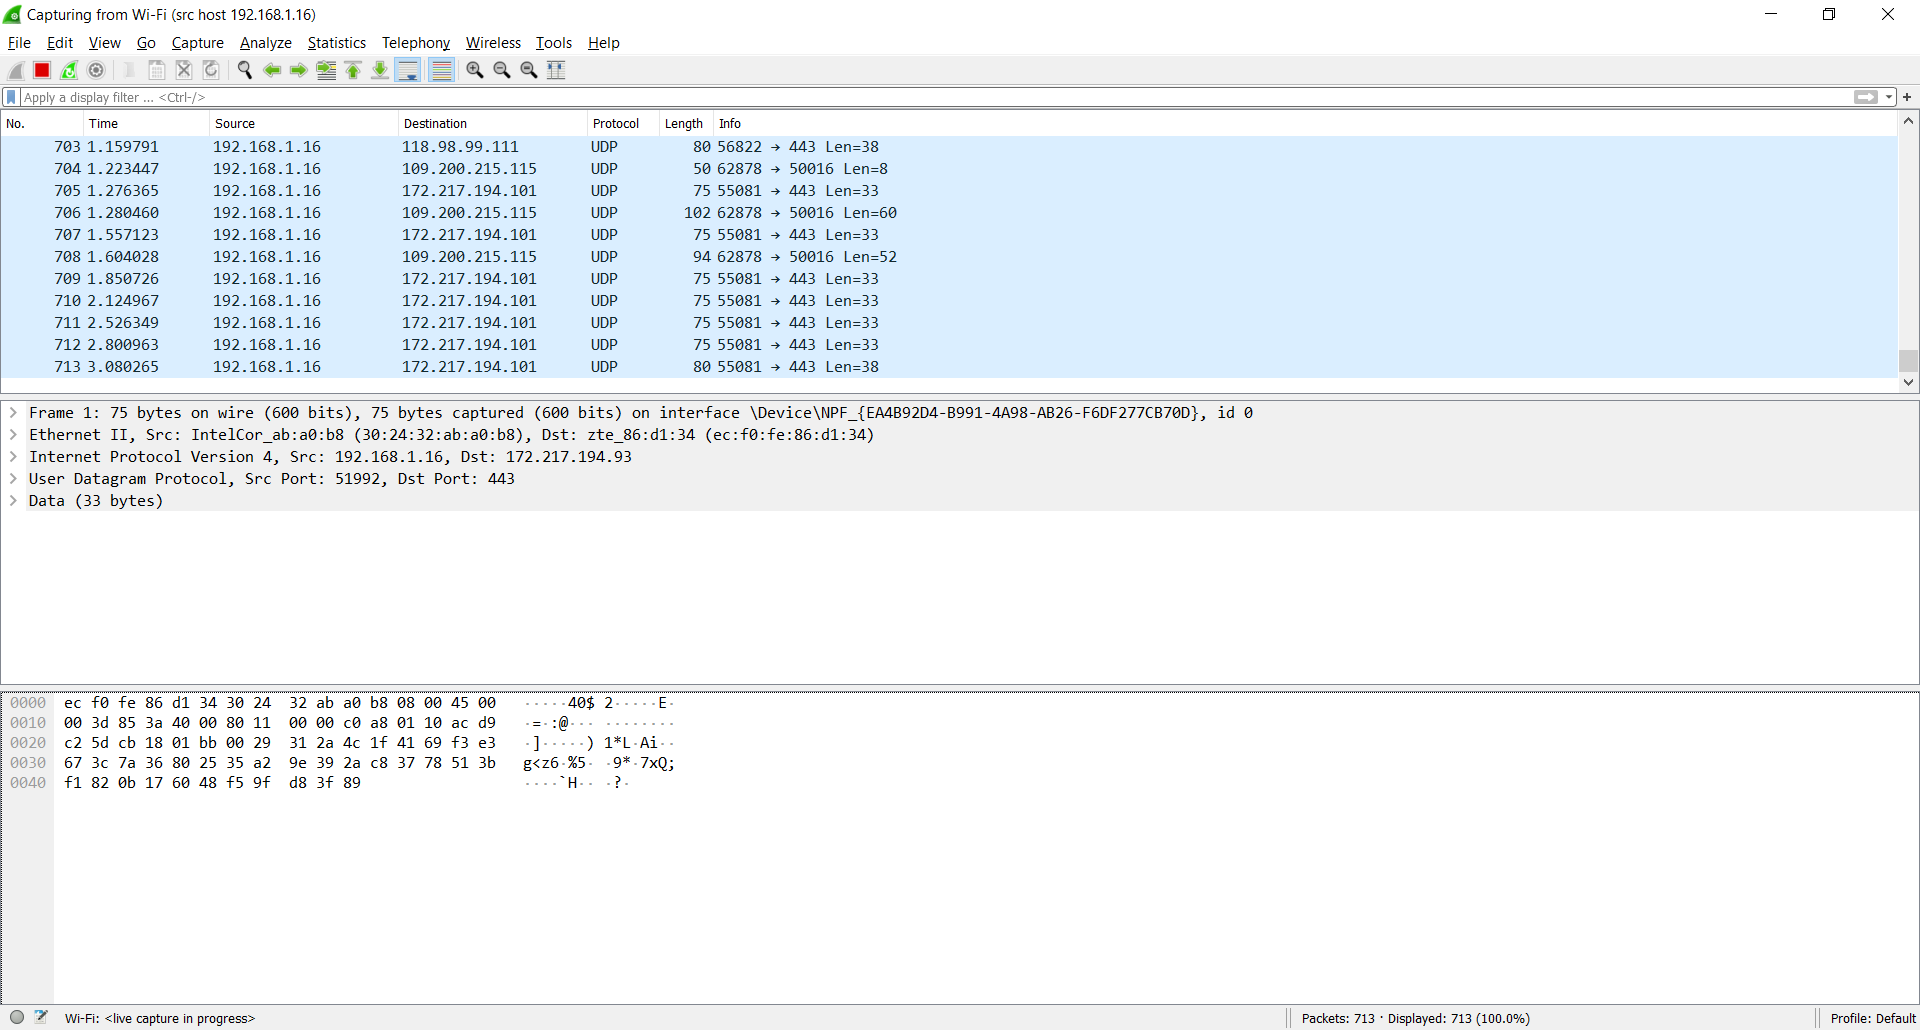 Capturing from Wi-Fi (src host 192.168.1.16)
File Edit View Go Capture Analyze Statistics Telephony Wireless Tools Help
Apply a display filter ... <Ctrl-/>
No. Time Source Destination Protocol Length Info
703 1.159791 192.168.1.16 118.98.99.111 UDP 80 56822 → 443 Len=38
704 1.223447 192.168.1.16 109.200.215.115 UDP 50 62878 → 50016 Len=8
705 1.276365 192.168.1.16 172.217.194.101 UDP 75 55081 → 443 Len=33
706 1.280460 192.168.1.16 109.200.215.115 UDP 102 62878 → 50016 Len=60
707 1.557123 192.168.1.16 172.217.194.101 UDP 75 55081 → 443 Len=33
708 1.604028 192.168.1.16 109.200.215.115 UDP 94 62878 → 50016 Len=52
709 1.850726 192.168.1.16 172.217.194.101 UDP 75 55081 → 443 Len=33
710 2.124967 192.168.1.16 172.217.194.101 UDP 75 55081 → 443 Len=33
711 2.526349 192.168.1.16 172.217.194.101 UDP 75 55081 → 443 Len=33
712 2.800963 192.168.1.16 172.217.194.101 UDP 75 55081 → 443 Len=33
713 3.080265 192.168.1.16 172.217.194.101 UDP 80 55081 → 443 Len=38
Frame 1: 75 bytes on wire (600 bits), 75 bytes captured (600 bits) on interface \Device\NPF_{EA4B92D4-B991-4A98-AB26-F6DF277CB70D}, id 0
Ethernet II, Src: IntelCor_ab:a0:b8 (30:24:32:ab:a0:b8), Dst: zte_86:d1:34 (ec:f0:fe:86:d1:34)
Internet Protocol Version 4, Src: 192.168.1.16, Dst: 172.217.194.93
User Datagram Protocol, Src Port: 51992, Dst Port: 443
Data (33 bytes)
0000 ec f0 fe 86 d1 34 30 24 32 ab a0 b8 08 00 45 00 ·····40$ 2·····E·
0010 00 3d 85 3a 40 00 80 11 00 00 c0 a8 01 10 ac d9 ·=·:@··· ········
0020 c2 5d cb 18 01 bb 00 29 31 2a 4c 1f 41 69 f3 e3 ·]·····) 1*L·Ai··
0030 67 3c 7a 36 80 25 35 a2 9e 39 2a c8 37 78 51 3b g<z6·%5· ·9*·7xQ;
0040 f1 82 0b 17 60 48 f5 9f d8 3f 89 ····`H·· ·?·
Wi-Fi: <live capture in progress> Packets: 713 · Displayed: 713 (100.0%) Profile: Default